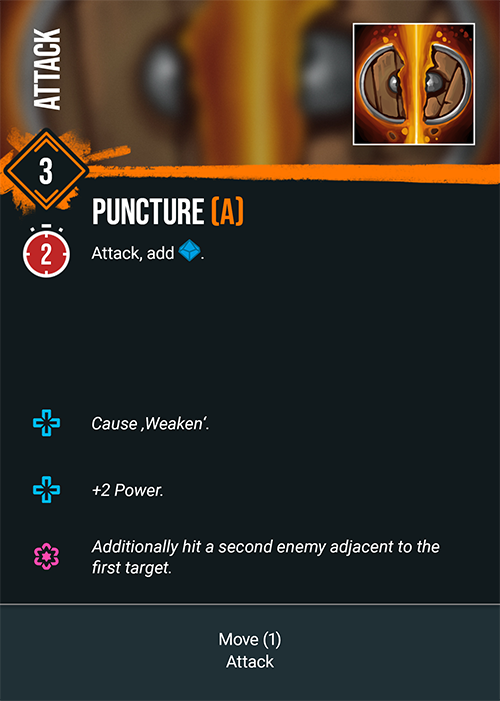 ATTACK
3
PUNCTURE (A)
2
Attack, add .
Cause ‚Weaken‘.
+2 Power.
Additionally hit a second enemy adjacent to the
first target.
Move (1)
Attack